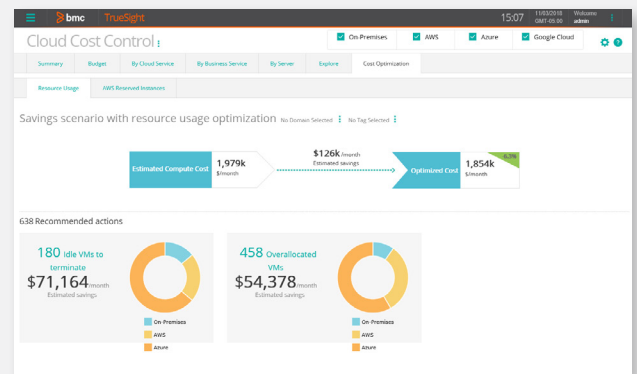 bmc TrueSight 15:07 11/03/2018 GMT-05:00 Welcome admin
Cloud Cost Control
On-Premises AWS Azure Google Cloud
Summary Budget By Cloud Service By Business Service By Server Explore Cost Optimization
Resource Usage AWS Reserved Instances
Savings scenario with resource usage optimization No Domain Selected No Tag Selected
Estimated Compute Cost
1,979k
$/month
$126k/month
Estimated savings
Optimized Cost
1,854k
$/month
-6.3%
638 Recommended actions
180 Idle VMs to
terminate
$71,164/month
Estimated savings
On-Premises
AWS
Azure
458 Overallocated
VMs
$54,378/month
Estimated savings
On-Premises
AWS
Azure